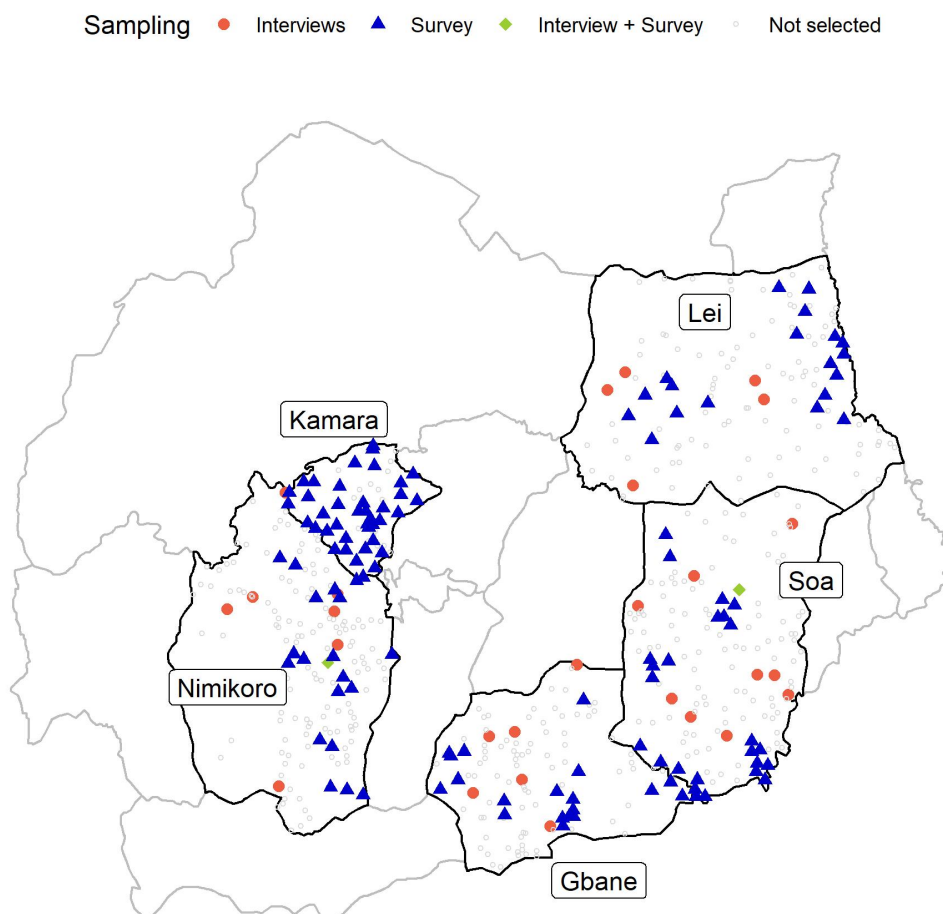 Sampling Interviews Survey Interview + Survey Not selected
Lei
Kamara
Soa
Nimikoro
Gbane